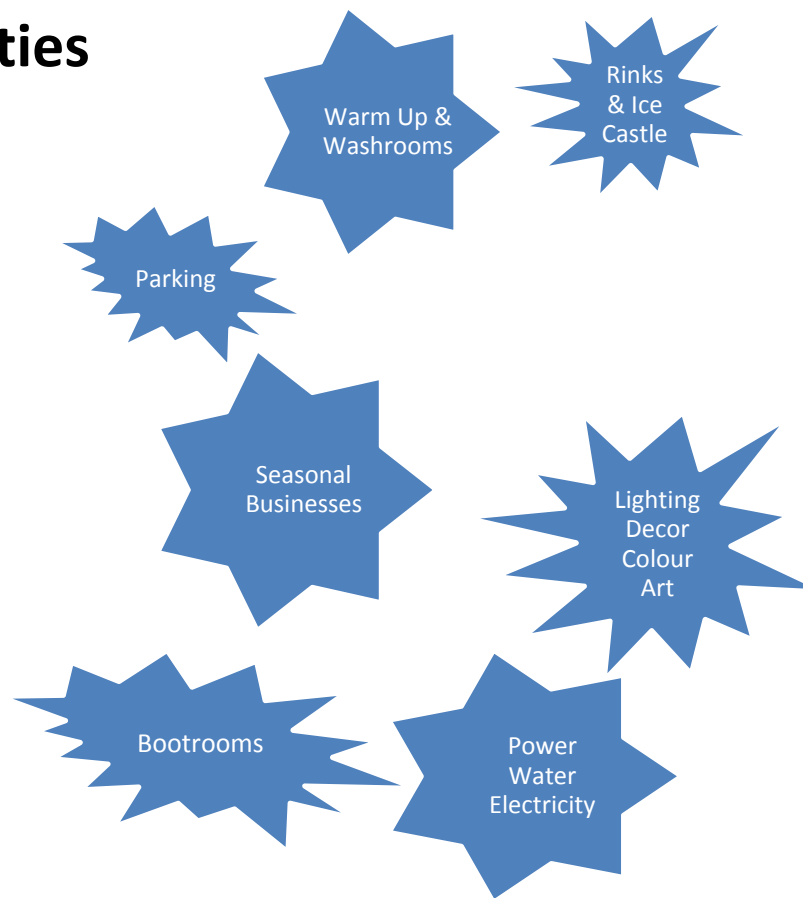 ties
Warm Up &
Washrooms
Rinks
& Ice
Castle
Parking
Seasonal
Businesses
Lighting
Decor
Colour
Art
Bootrooms
Power
Water
Electricity